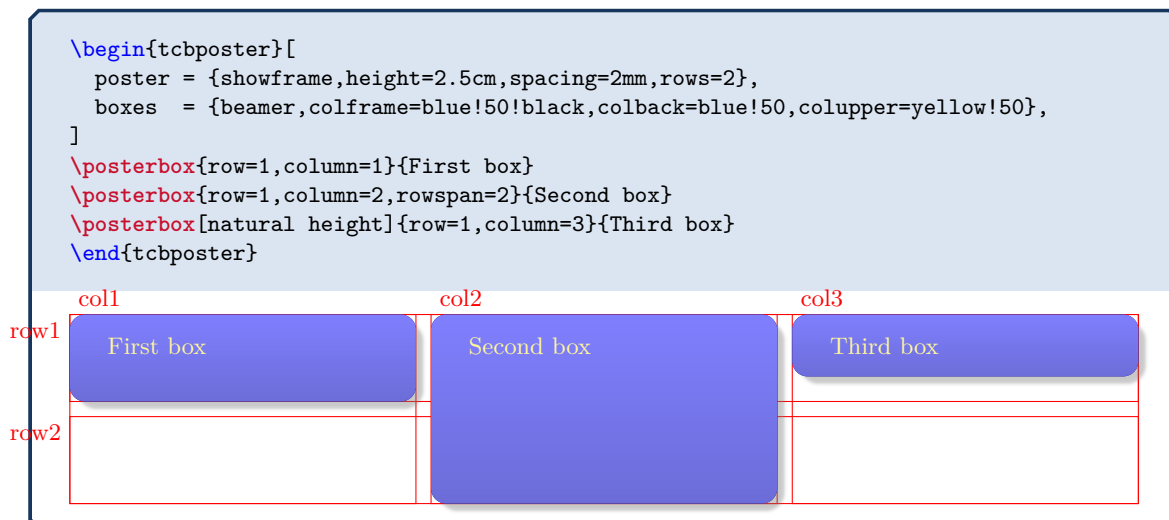 \begin{tcbposter}[
  poster = {showframe,height=2.5cm,spacing=2mm,rows=2},
  boxes  = {beamer,colframe=blue!50!black,colback=blue!50,colupper=yellow!50},
]
\posterbox{row=1,column=1}{First box}
\posterbox{row=1,column=2,rowspan=2}{Second box}
\posterbox[natural height]{row=1,column=3}{Third box}
\end{tcbposter}
col1 col2 col3
row1 First box Second box Third box
row2